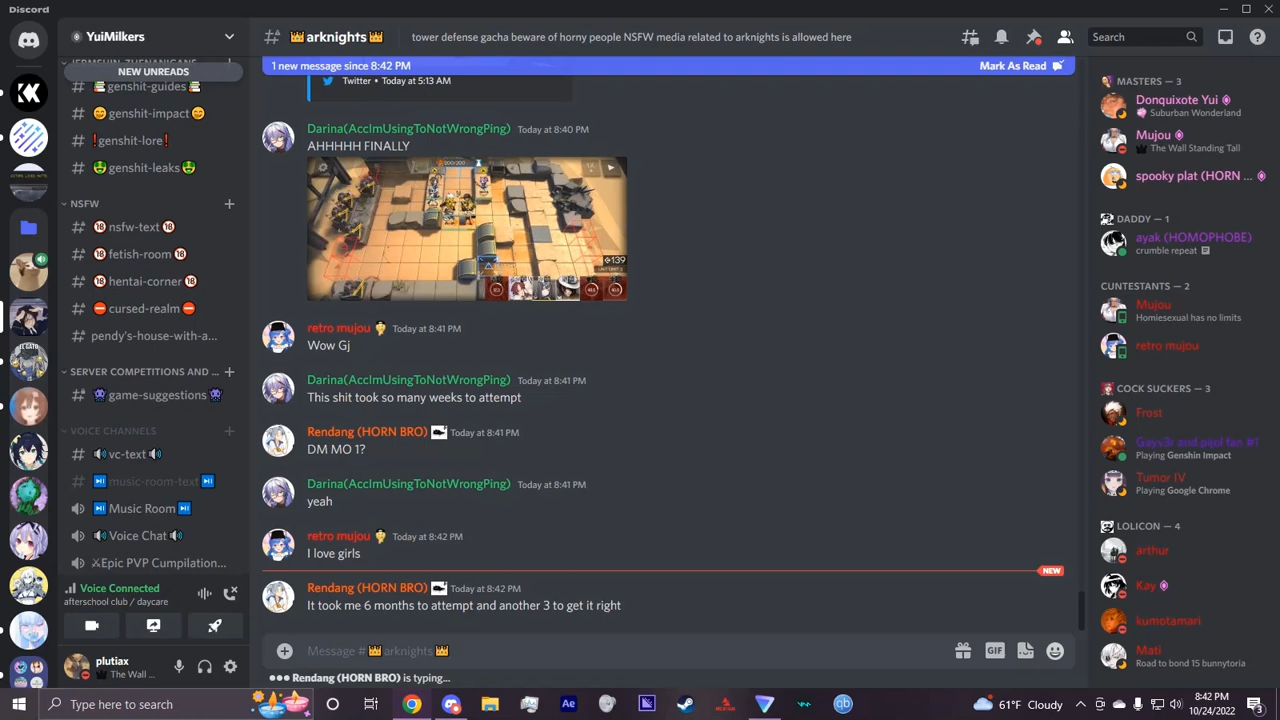 Discord
YuiMilkers
arknights
tower defense gacha beware of horny people NSFW media related to arknights is allowed here
Search
NEW UNREADS
genshit-guides
genshit-impact
genshit-lore
genshit-leaks
NSFW
nsfw-text
fetish-room
hentai-corner
cursed-realm
pendy's-house-with-a...
SERVER COMPETITIONS AND ...
game-suggestions
VOICE CHANNELS
vc-text
music-room-text
Music Room
Voice Chat
Epic PVP Cumpilation...
Voice Connected
afterschool club / daycare
plutiax
The Wall ...
1 new message since 8:42 PM
Mark As Read
Twitter • Today at 5:13 AM
Darina(AccImUsingToNotWrongPing) Today at 8:40 PM
AHHHHH FINALLY
200/200
139
retro mujou Today at 8:41 PM
Wow Gj
Darina(AccImUsingToNotWrongPing) Today at 8:41 PM
This shit took so many weeks to attempt
Rendang (HORN BRO) Today at 8:41 PM
DM MO 1?
Darina(AccImUsingToNotWrongPing) Today at 8:41 PM
yeah
retro mujou Today at 8:42 PM
I love girls
NEW
Rendang (HORN BRO) Today at 8:42 PM
It took me 6 months to attempt and another 3 to get it right
Message # arknights
GIF
Rendang (HORN BRO) is typing...
MASTERS — 3
Donquixote Yui
Suburban Wonderland
Mujou
The Wall Standing Tall
spooky plat (HORN ...
DADDY — 1
ayak (HOMOPHOBE)
crumble repeat
CUNTESTANTS — 2
Mujou
Homiesexual has no limits
retro mujou
COCK SUCKERS — 3
Frost
Gayv3r and pijol fan #1
Playing Genshin Impact
Tumor IV
Playing Google Chrome
LOLICON — 4
arthur
Kay
kumotamari
Mati
Road to bond 15 bunnytoria
Type here to search
Ae
qb
61°F Cloudy
8:42 PM
10/24/2022